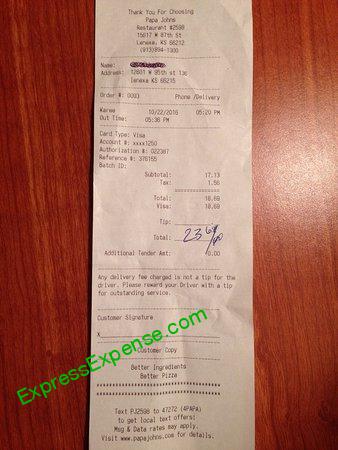 Thank You For Choosing
Papa Johns
Restaurant #2598
15817 W 87th St
Lenexa, KS 66212
(913)894-1300
Name:
Address: 12801 W 85th st 136
lenexa KS 66215
Order #: 0003 Phone /Delivery
Karee 10/22/2016 05:20 PM
Out Time: 05:36 PM
Card Type: Visa
Account #: xxxx1250
Authorization #: 022387
Reference #: 376155
Batch ID:
Subtotal: 17.13
Tax: 1.56
Total: 18.69
Visa: 18.69
Tip:
Total: 23 69/100
Additional Tender Amt: 0.00
Any delivery fee charged is not a tip for the
driver. Please reward your Driver with a tip
for outstanding service.
Customer Signature
X
Customer Copy
Better Ingredients
Better Pizza
Text PJ2598 to 47272 (4PAPA)
to get local text offers!
Msg & Data rates may apply.
Visit www.papajohns.com for details.
ExpressExpense.com